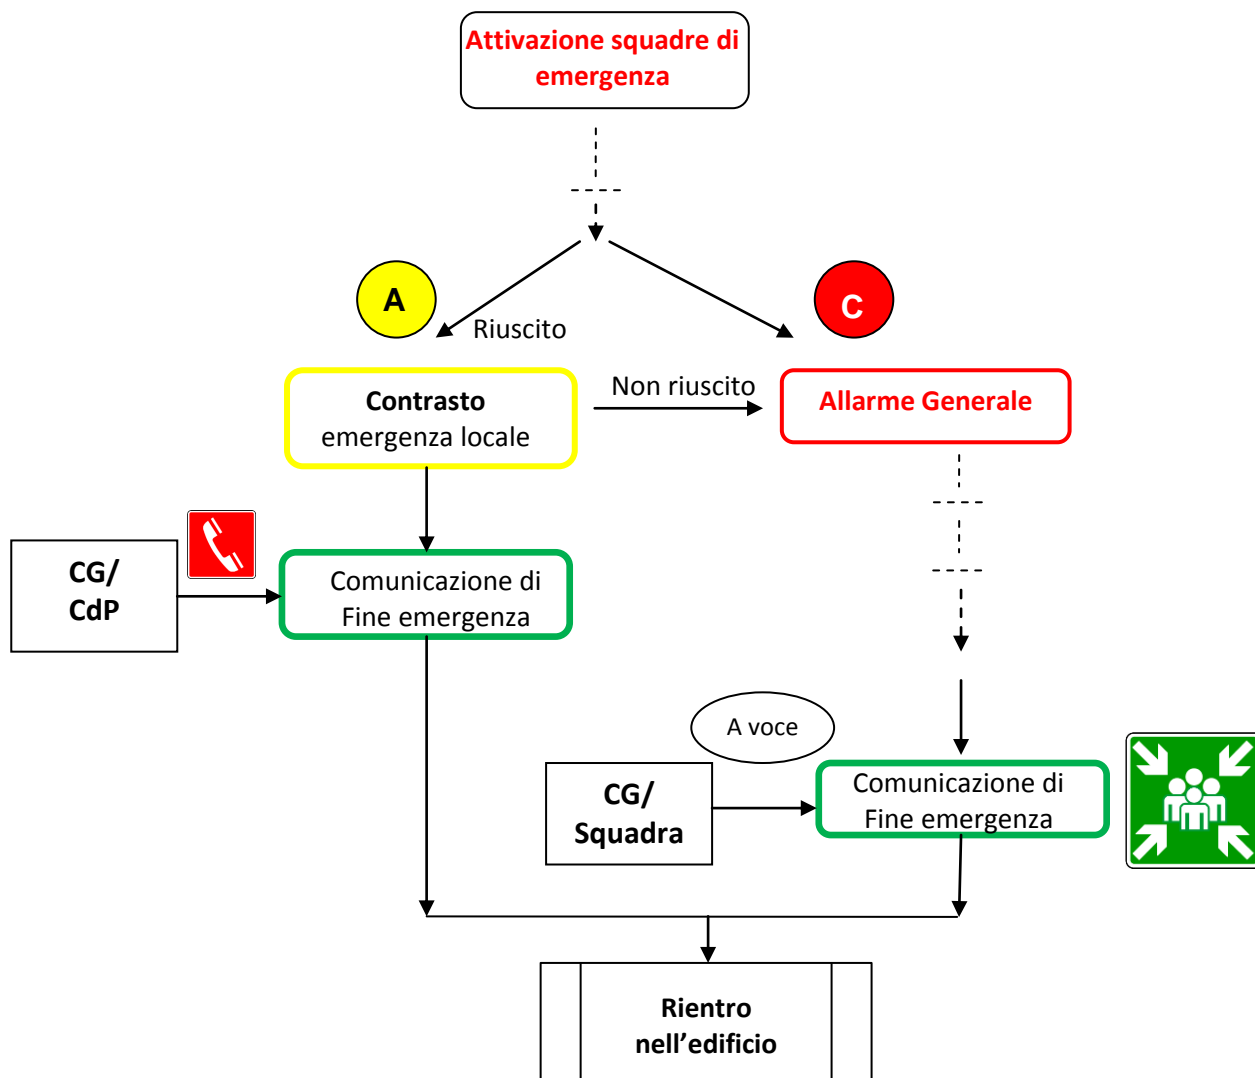 Attivazione squadre di
emergenza
A
C
Riuscito
Contrasto
emergenza locale
Non riuscito
Allarme Generale
CG/
CdP
Comunicazione di
Fine emergenza
A voce
CG/
Squadra
Comunicazione di
Fine emergenza
Rientro
nell’edificio